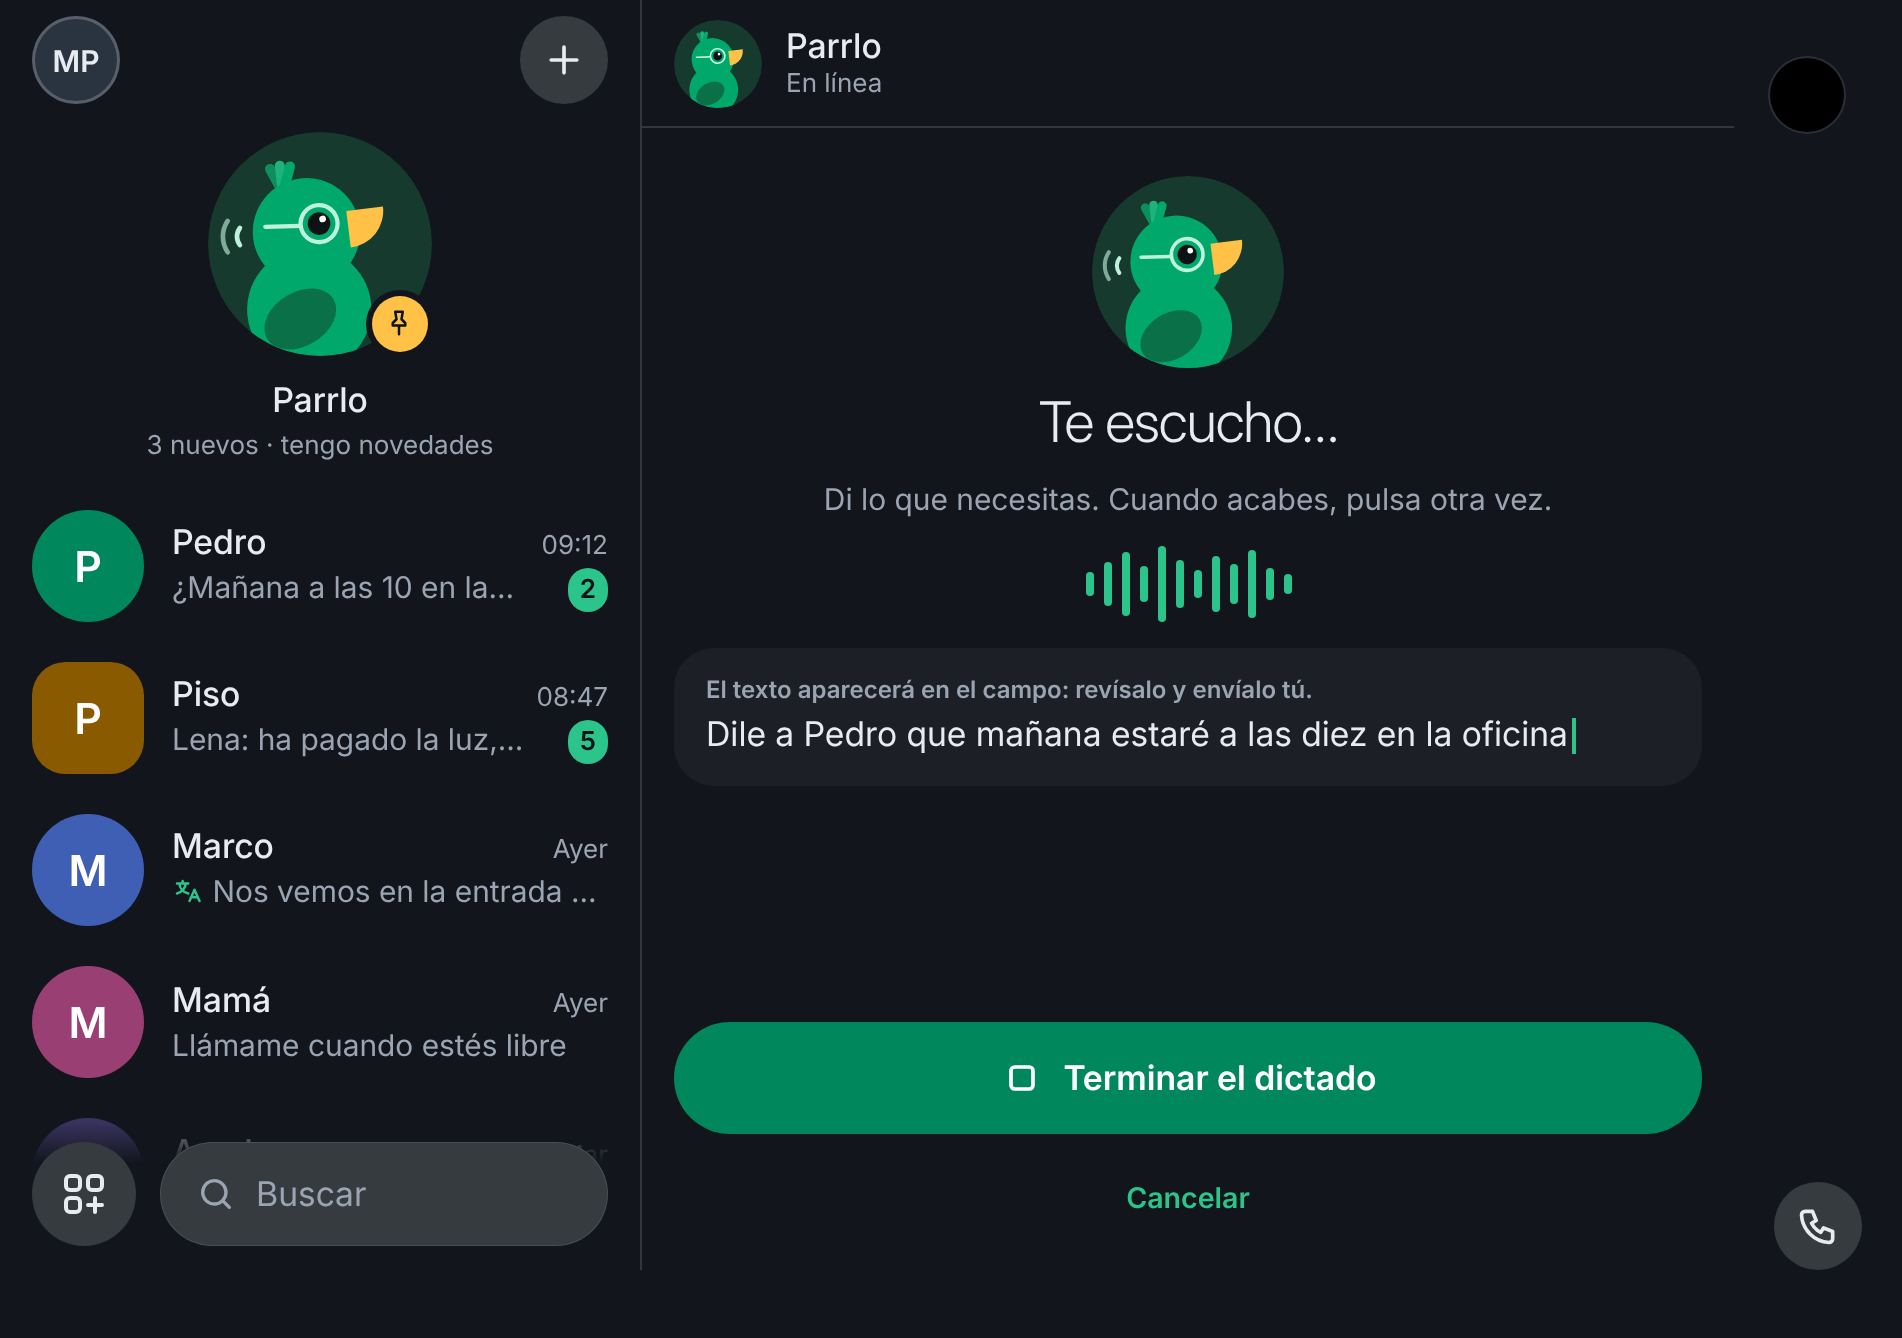 MP
Parrlo
3 nuevos · tengo novedades
P
Pedro
09:12
¿Mañana a las 10 en la...
2
P
Piso
08:47
Lena: ha pagado la luz,...
5
M
Marco
Ayer
Nos vemos en la entrada ...
M
Mamá
Ayer
Llámame cuando estés libre
Buscar
Parrlo
En línea
Te escucho...
Di lo que necesitas. Cuando acabes, pulsa otra vez.
El texto aparecerá en el campo: revísalo y envíalo tú.
Dile a Pedro que mañana estaré a las diez en la oficina
Terminar el dictado
Cancelar